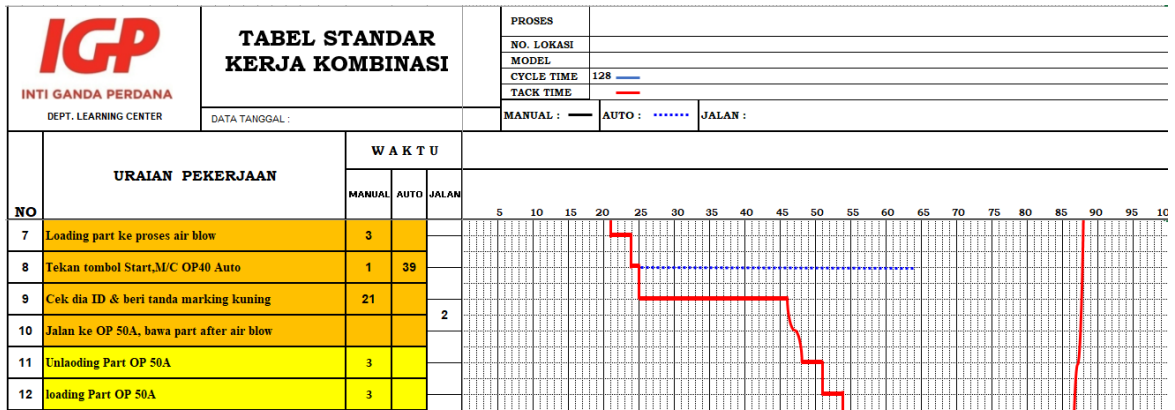 IGP
INTI GANDA PERDANA
DEPT. LEARNING CENTER
TABEL STANDAR
KERJA KOMBINASI
DATA TANGGAL :
PROSES
NO. LOKASI
MODEL
CYCLE TIME 128
TACK TIME
MANUAL : AUTO : JALAN :
NO URAIAN PEKERJAAN WAKTU
MANUAL AUTO JALAN
5 10 15 20 25 30 35 40 45 50 55 60 65 70 75 80 85 90 95 10
7 Loading part ke proses air blow 3
8 Tekan tombol Start,M/C OP40 Auto 1 39
9 Cek dia ID & beri tanda marking kuning 21
2
10 Jalan ke OP 50A, bawa part after air blow
11 Unlaoding Part OP 50A 3
12 loading Part OP 50A 3